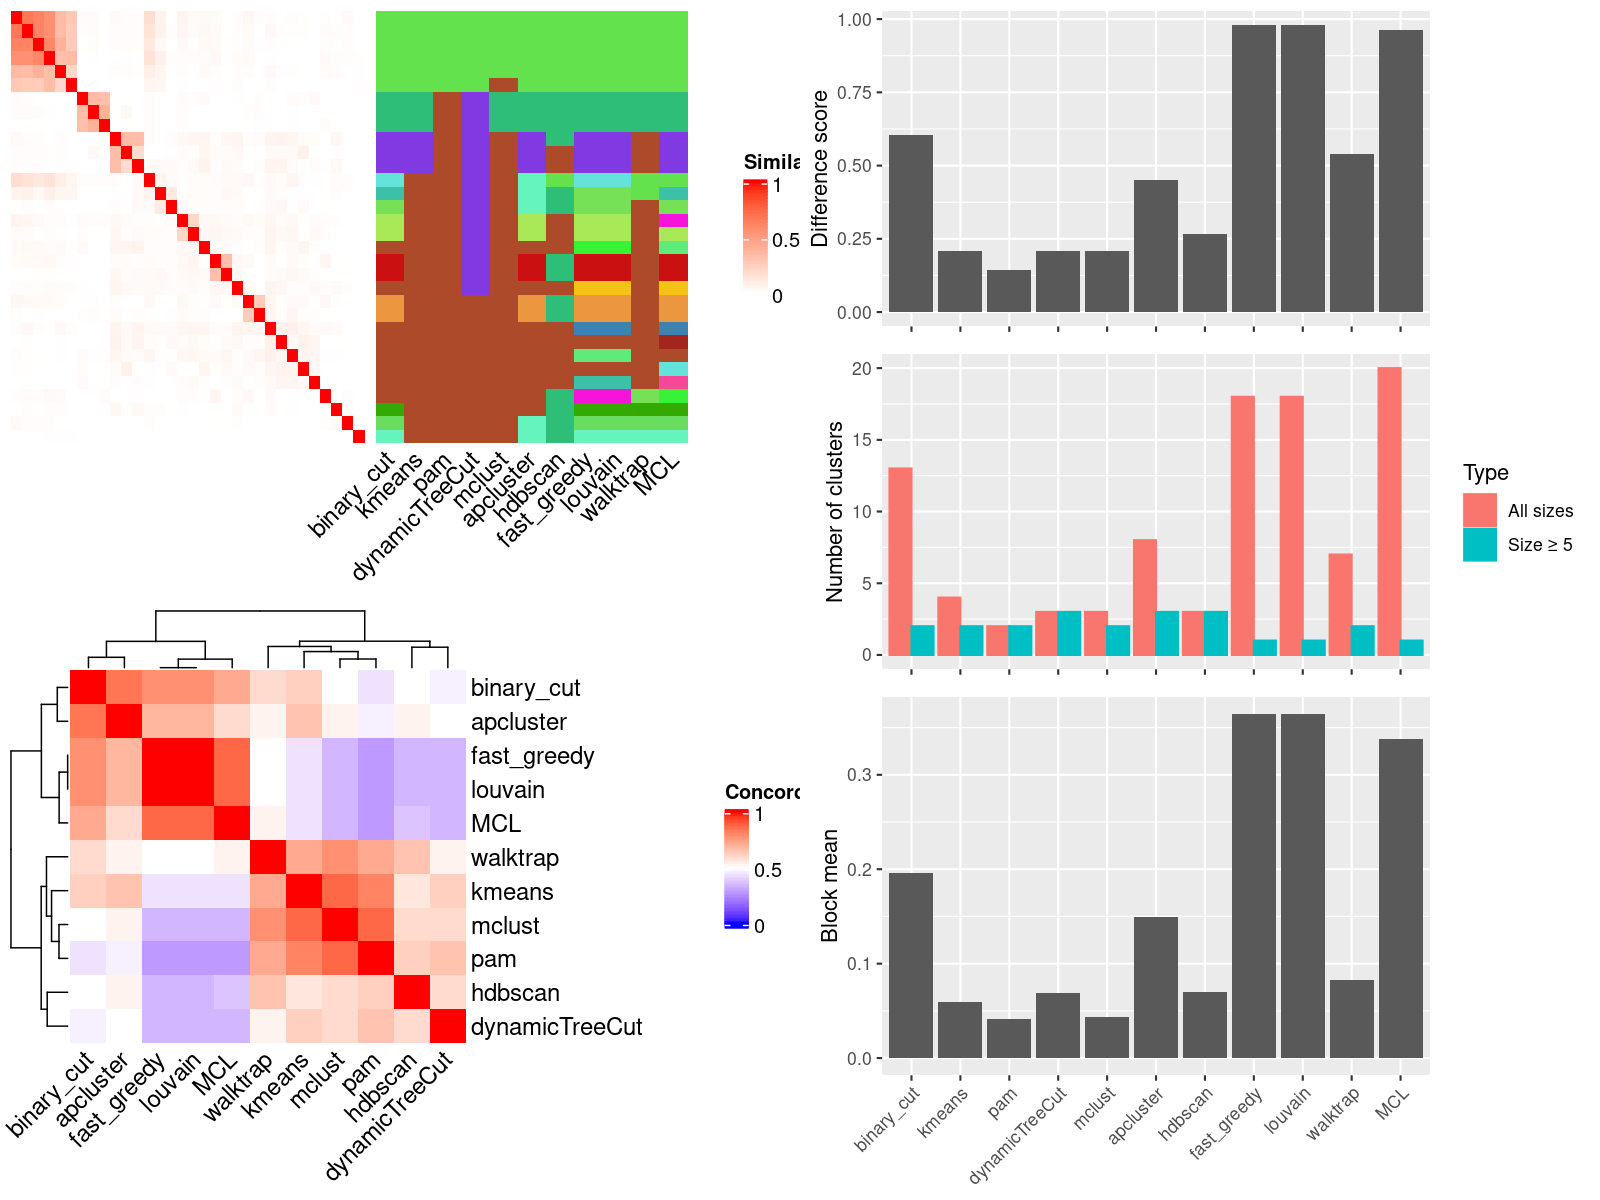 Simila
1
0.5
0
binary_cut
kmeans
pam
dynamicTreeCut
mclust
apcluster
hdbscan
fast_greedy
louvain
walktrap
MCL
binary_cut
apcluster
fast_greedy
louvain
MCL
walktrap
kmeans
mclust
pam
hdbscan
dynamicTreeCut
binary_cut
apcluster
fast_greedy
louvain
MCL
walktrap
kmeans
mclust
pam
hdbscan
dynamicTreeCut
Concord
1
0.5
0
Difference score
1.00
0.75
0.50
0.25
0.00
Number of clusters
20
15
10
5
0
Type
All sizes
Size ≥ 5
Block mean
0.3
0.2
0.1
0.0
binary_cut
kmeans
pam
dynamicTreeCut
mclust
apcluster
hdbscan
fast_greedy
louvain
walktrap
MCL